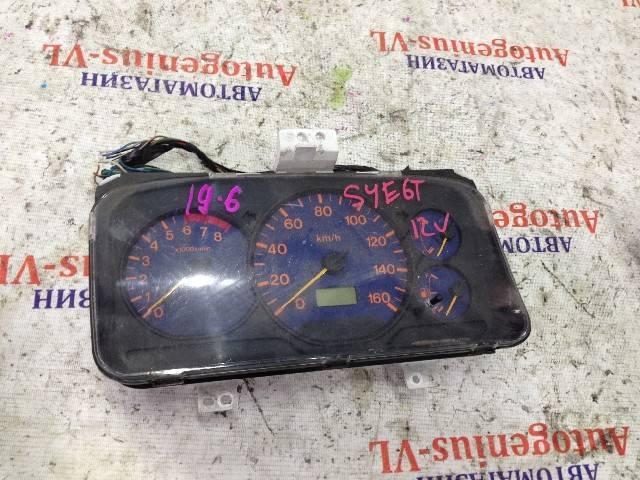 Autogenius-VL
АВТОМАГАЗИН
Autogenius-VL
АВТОМАГАЗИН
19.6
SYE6T
12V
0 1 2 3 4 5 6 7 8
x1000r/min
0 20 40 60 80 100 120 140 160
km/h
Autogenius-VL
АВТОМАГАЗИН
Autogenius-VL
АВТОМАГАЗИН